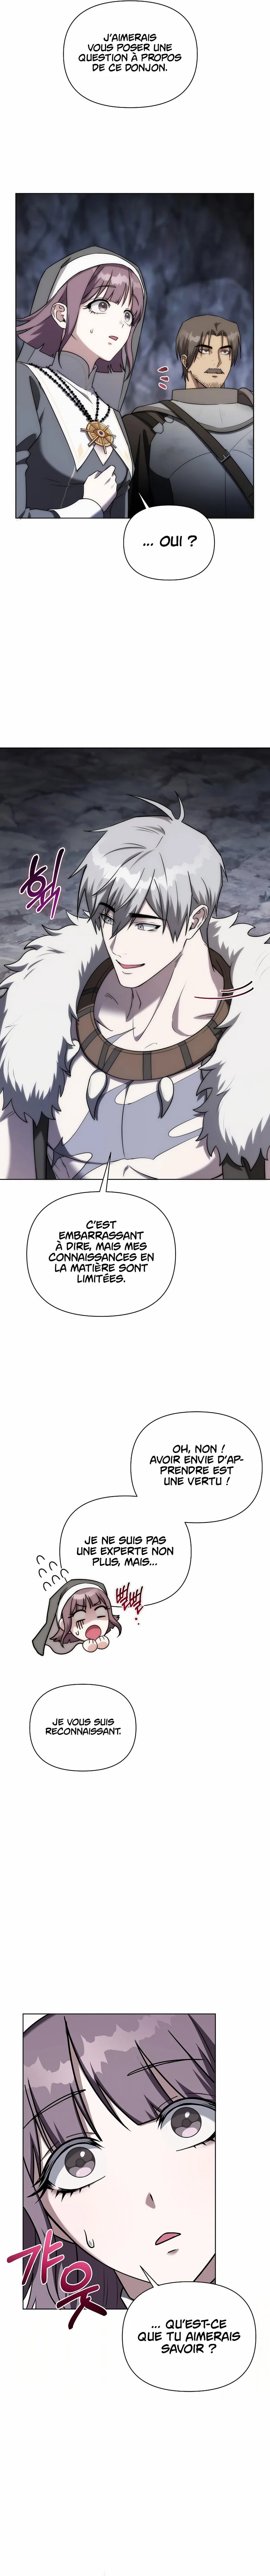 J'AIMERAIS
VOUS POSER UNE
QUESTION À PROPOS
DE CE DONJON.
... OUI ?
휙
C'EST
EMBARRASSANT
À DIRE, MAIS MES
CONNAISSANCES EN
LA MATIÈRE SONT
LIMITÉES.
OH, NON !
AVOIR ENVIE D'AP-
PRENDRE EST
UNE VERTU !
JE NE SUIS PAS
UNE EXPERTE NON
PLUS, MAIS...
뻘뻘
JE VOUS SUIS
RECONNAISSANT.
갸웃
... QU'EST-CE
QUE TU AIMERAIS
SAVOIR ?